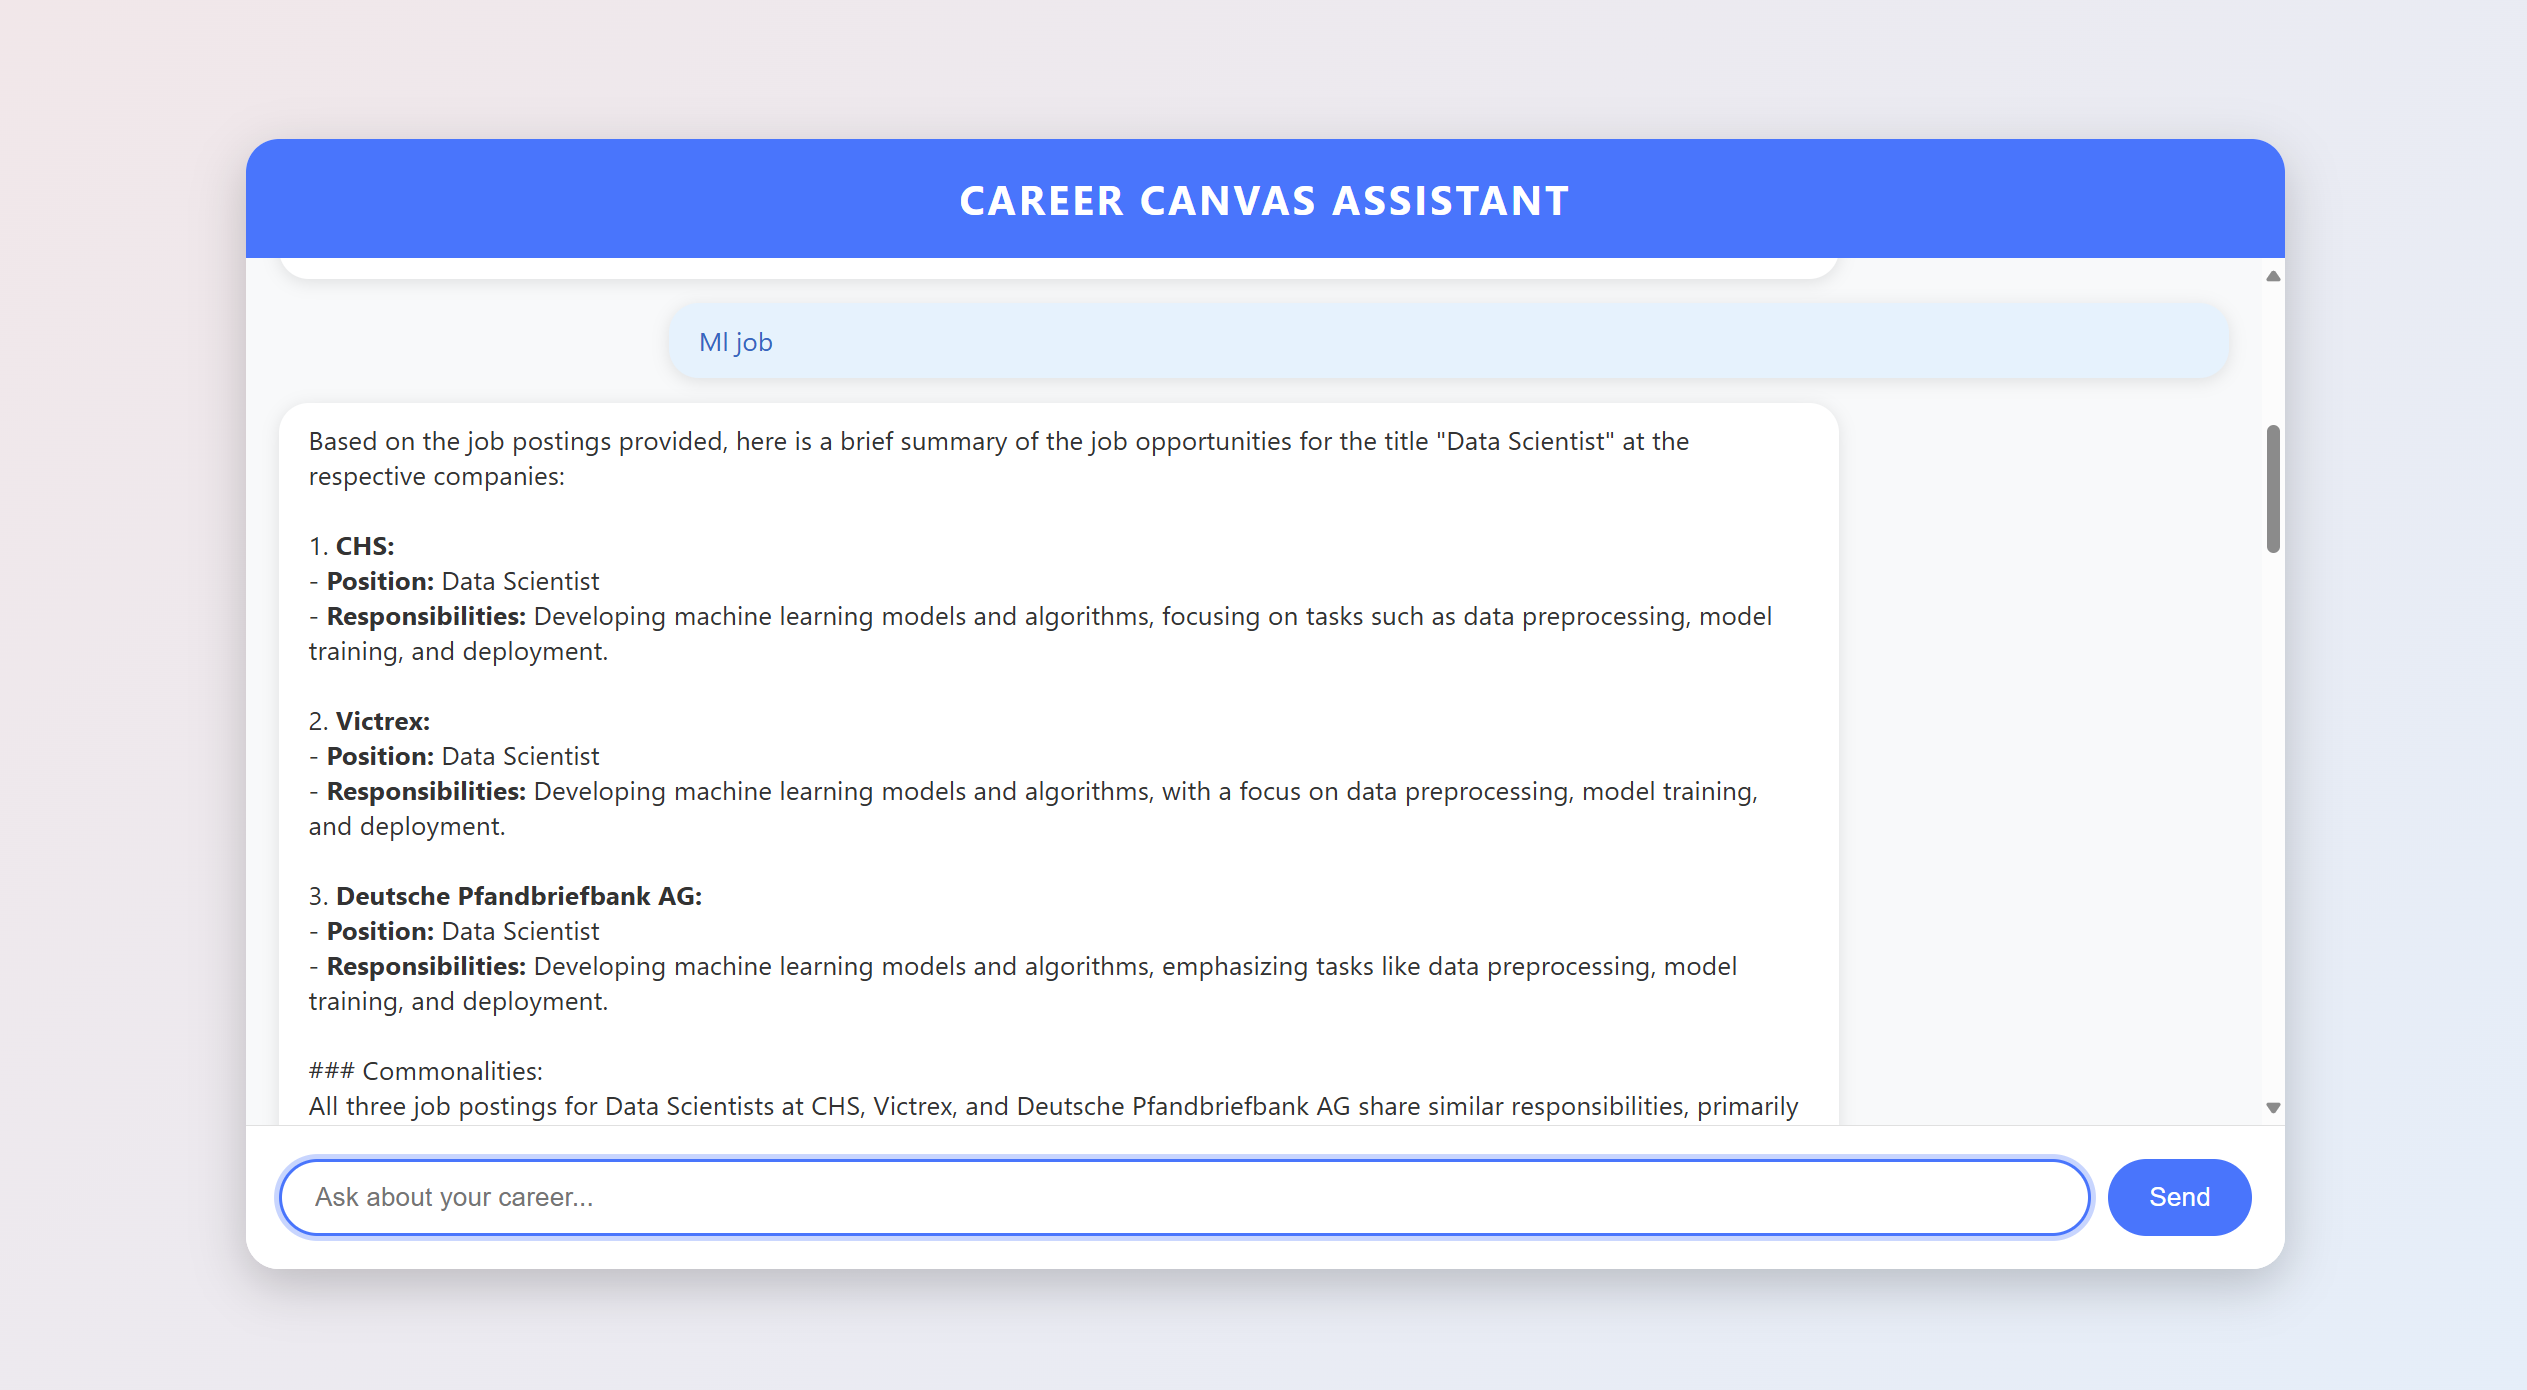 CAREER CANVAS ASSISTANT
Ml job
Based on the job postings provided, here is a brief summary of the job opportunities for the title "Data Scientist" at the
respective companies:
1. CHS:
- Position: Data Scientist
- Responsibilities: Developing machine learning models and algorithms, focusing on tasks such as data preprocessing, model
training, and deployment.
2. Victrex:
- Position: Data Scientist
- Responsibilities: Developing machine learning models and algorithms, with a focus on data preprocessing, model training,
and deployment.
3. Deutsche Pfandbriefbank AG:
- Position: Data Scientist
- Responsibilities: Developing machine learning models and algorithms, emphasizing tasks like data preprocessing, model
training, and deployment.
### Commonalities:
All three job postings for Data Scientists at CHS, Victrex, and Deutsche Pfandbriefbank AG share similar responsibilities, primarily
Ask about your career...
Send